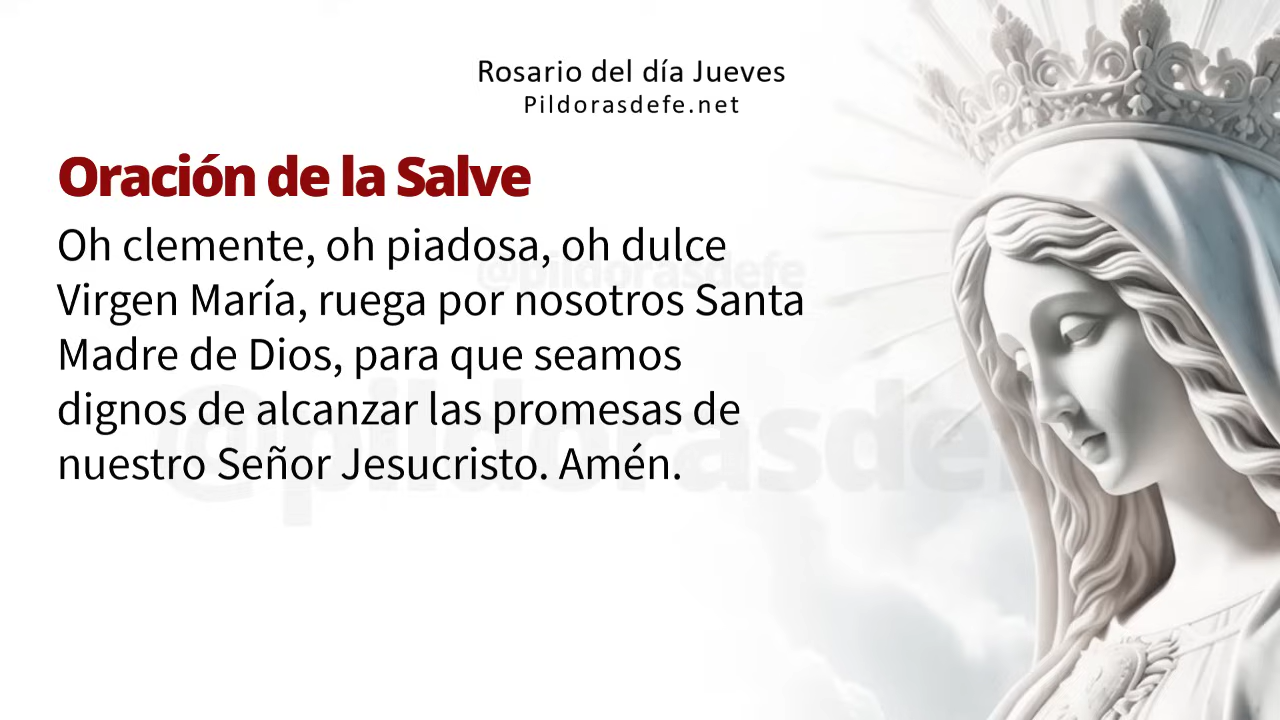 Rosario del día Jueves
Pildorasdefe.net
Oración de la Salve
Oh clemente, oh piadosa, oh dulce
Virgen María, ruega por nosotros Santa
Madre de Dios, para que seamos
dignos de alcanzar las promesas de
nuestro Señor Jesucristo. Amén.
@pildorasdefe
@pildorasdefe